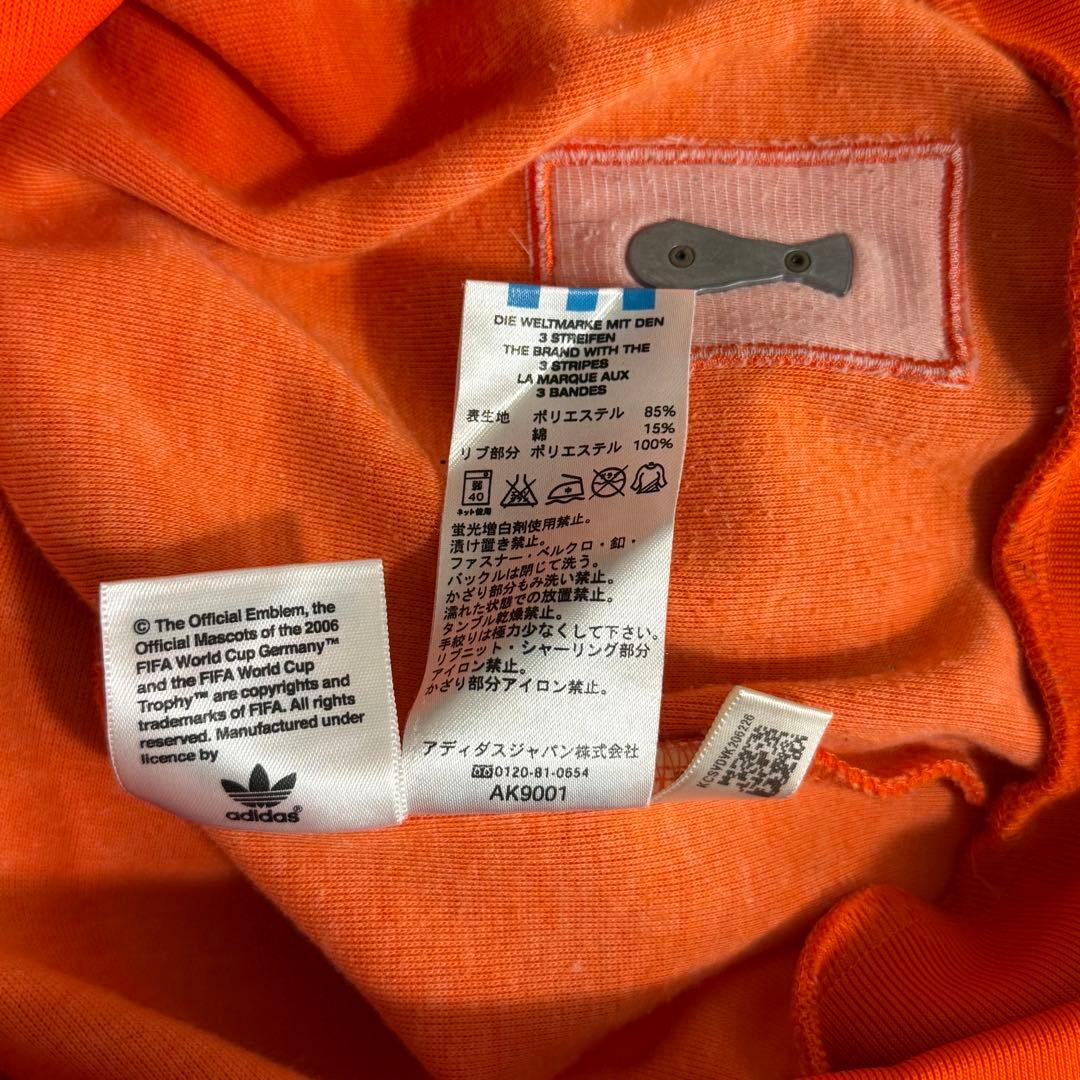 DIE WELTMARKE MIT DEN
3 STREIFEN
THE BRAND WITH THE
3 STRIPES
LA MARQUE AUX
3 BANDES
表生地 ポリエステル 85%
綿 15%
リブ部分 ポリエステル 100%
弱
40
ネット使用
蛍光増白剤使用禁止。
漬け置き禁止。
ファスナー・ベルクロ・釦・
バックルは閉じて洗う。
かざり部分もみ洗い禁止。
濡れた状態での放置禁止。
タンブル乾燥禁止。
手絞りは極力少なくして下さい。
リブニット・シャーリング部分
アイロン禁止。
かざり部分アイロン禁止。
アディダスジャパン株式会社
0120-81-0654
AK9001
© The Official Emblem, the
Official Mascots of the 2006
FIFA World Cup Germany™
and the FIFA World Cup
Trophy™ are copyrights and
trademarks of FIFA. All rights
reserved. Manufactured under
licence by
adidas®